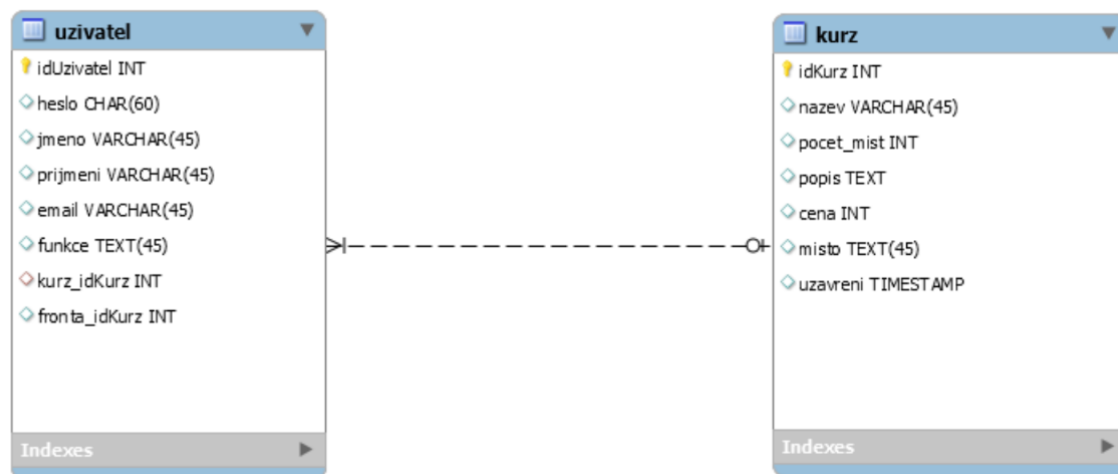 uzivatel
idUzivatel INT
heslo CHAR(60)
jmeno VARCHAR(45)
prijmeni VARCHAR(45)
email VARCHAR(45)
funkce TEXT(45)
kurz_idKurz INT
fronta_idKurz INT
Indexes
kurz
idKurz INT
nazev VARCHAR(45)
pocet_mist INT
popis TEXT
cena INT
misto TEXT(45)
uzavreni TIMESTAMP
Indexes